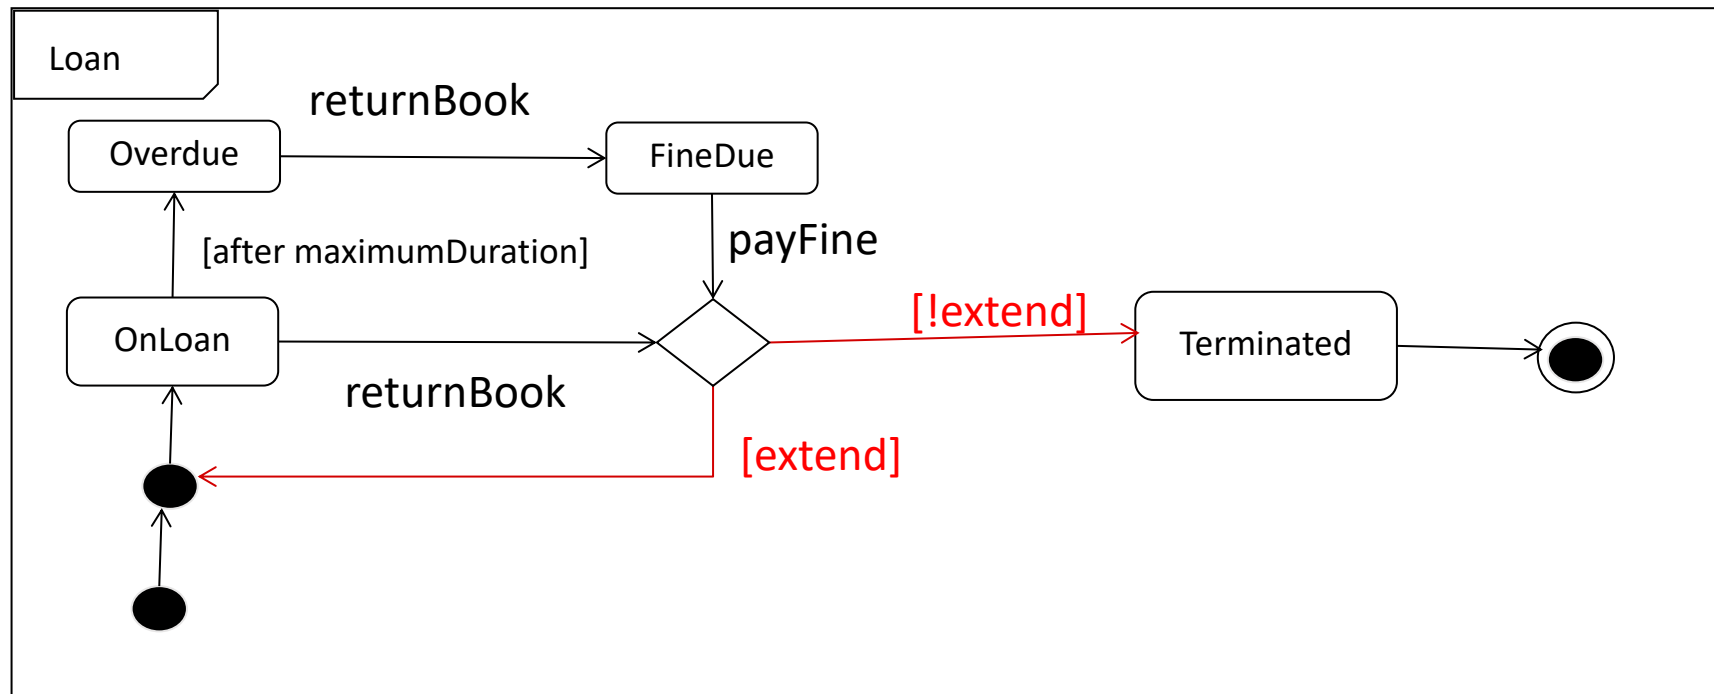 Loan
returnBook
Overdue
FineDue
[after maximumDuration]
payFine
[!extend]
OnLoan
Terminated
returnBook
[extend]